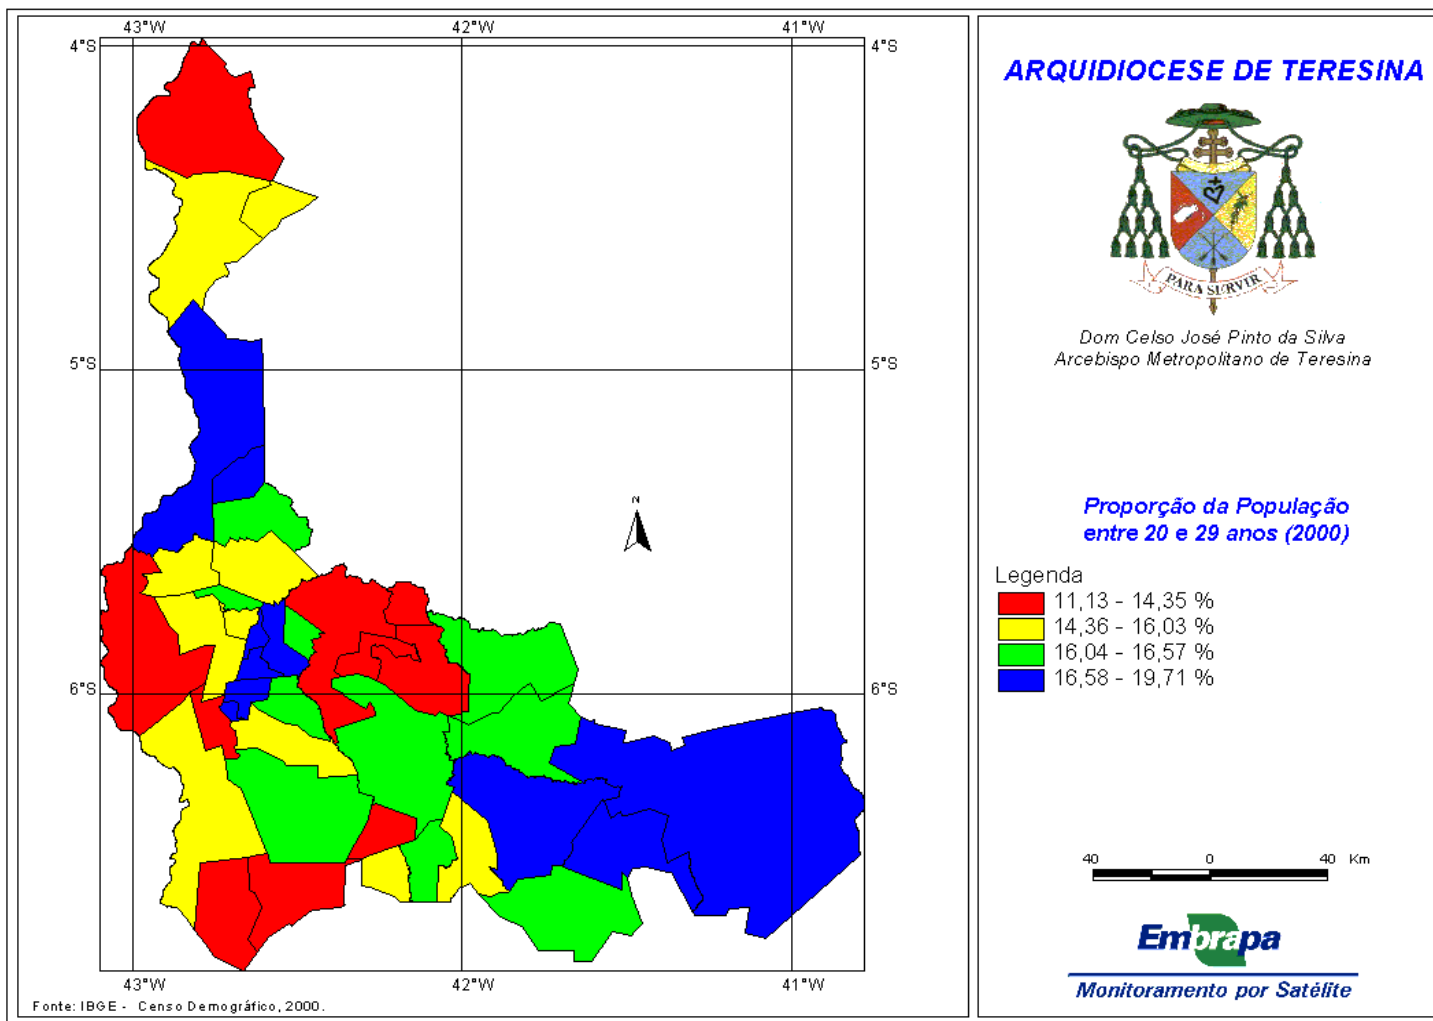 43°W 42°W 41°W
4°S 4°S
5°S 5°S
6°S 6°S
43°W 42°W 41°W
N
Fonte: IBGE - Censo Demográfico, 2000.
ARQUIDIOCESE DE TERESINA
PARA SERVIR
Dom Celso José Pinto da Silva
Arcebispo Metropolitano de Teresina
Proporção da População
entre 20 e 29 anos (2000)
Legenda
11,13 - 14,35 %
14,36 - 16,03 %
16,04 - 16,57 %
16,58 - 19,71 %
40 0 40 Km
Embrapa
Monitoramento por Satélite